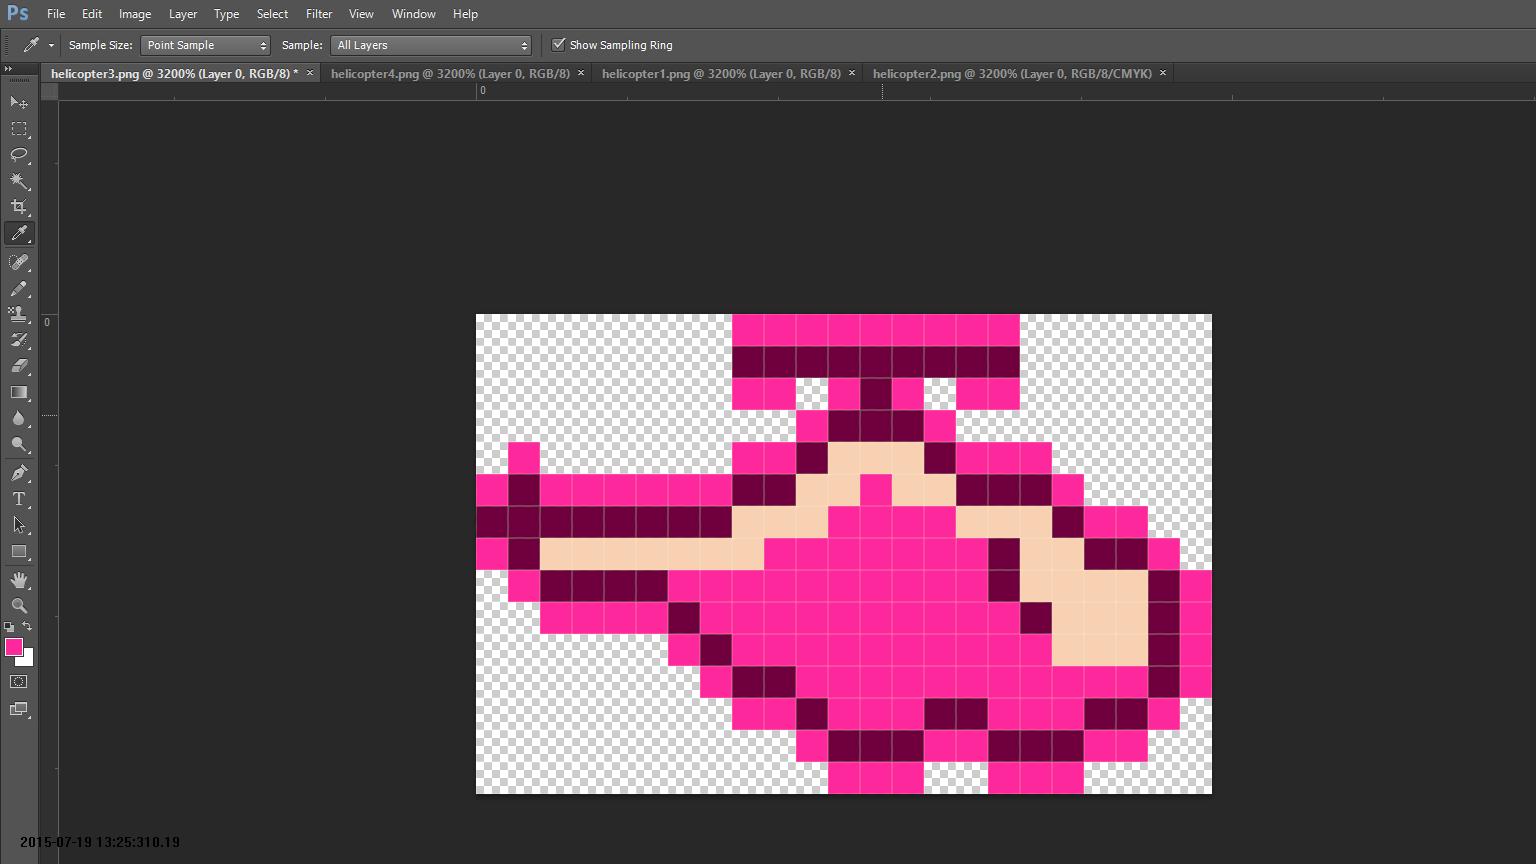 Ps File Edit Image Layer Type Select Filter View Window Help
Sample Size: Point Sample Sample: All Layers Show Sampling Ring
helicopter3.png @ 3200% (Layer 0, RGB/8) * × helicopter4.png @ 3200% (Layer 0, RGB/8) × helicopter1.png @ 3200% (Layer 0, RGB/8) × helicopter2.png @ 3200% (Layer 0, RGB/8/CMYK) ×
0
0
T
2015-07-19 13:25:310.19